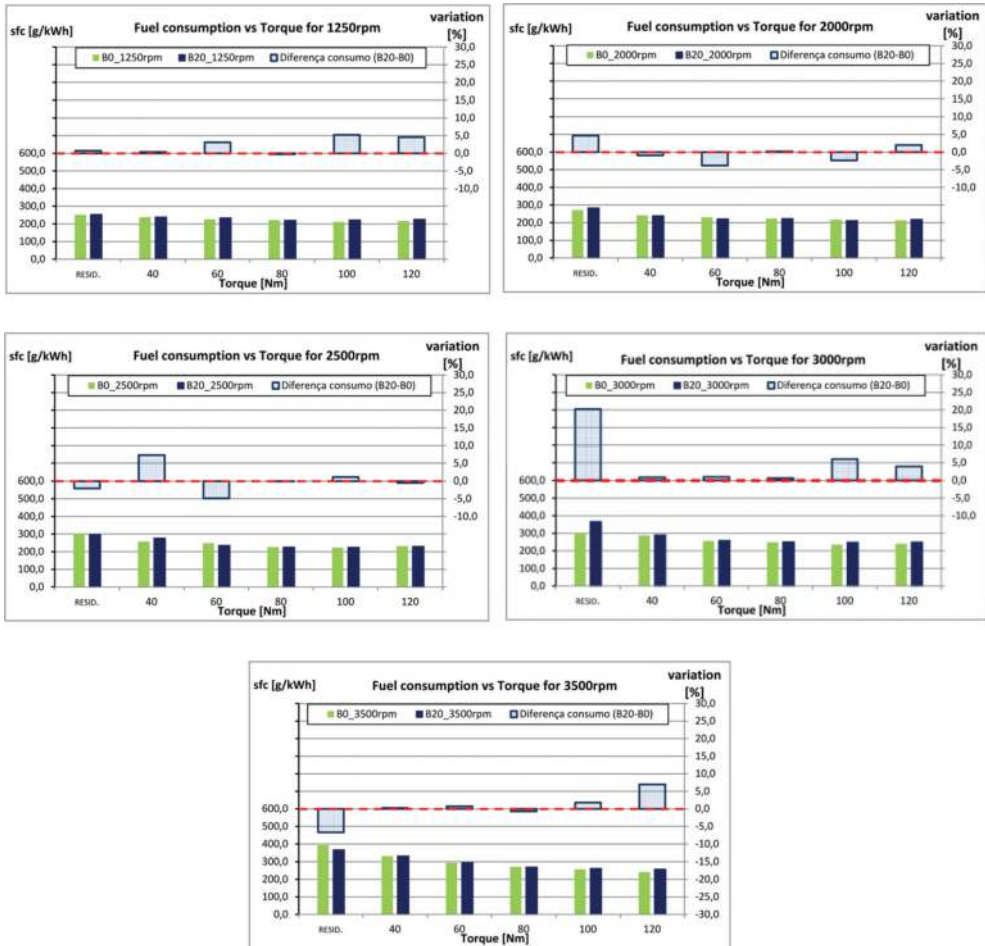 Fuel consumption vs Torque for 1250rpm
sfc [g/kWh]
variation
[%]
B0_1250rpm B20_1250rpm Diferença consumo (B20-B0)
30,0
25,0
20,0
15,0
10,0
5,0
0,0
-5,0
-10,0
600,0
500,0
400,0
300,0
200,0
100,0
0,0
RESID. 40 60 80 100 120
Torque [Nm]
Fuel consumption vs Torque for 2000rpm
sfc [g/kWh]
variation
[%]
B0_2000rpm B20_2000rpm Diferença consumo (B20-B0)
30,0
25,0
20,0
15,0
10,0
5,0
0,0
-5,0
-10,0
600,0
500,0
400,0
300,0
200,0
100,0
0,0
RESID. 40 60 80 100 120
Torque [Nm]
Fuel consumption vs Torque for 2500rpm
sfc [g/kWh]
variation
[%]
B0_2500rpm B20_2500rpm Diferença consumo (B20-B0)
30,0
25,0
20,0
15,0
10,0
5,0
0,0
-5,0
-10,0
600,0
500,0
400,0
300,0
200,0
100,0
0,0
RESID. 40 60 80 100 120
Torque [Nm]
Fuel consumption vs Torque for 3000rpm
sfc [g/kWh]
variation
[%]
B0_3000rpm B20_3000rpm Diferença consumo (B20-B0)
30,0
25,0
20,0
15,0
10,0
5,0
0,0
-5,0
-10,0
600,0
500,0
400,0
300,0
200,0
100,0
0,0
RESID. 40 60 80 100 120
Torque [Nm]
Fuel consumption vs Torque for 3500rpm
sfc [g/kWh]
variation
[%]
B0_3500rpm B20_3500rpm Diferença consumo (B20-B0)
30,0
25,0
20,0
15,0
10,0
5,0
0,0
-5,0
-10,0
-15,0
-20,0
-25,0
-30,0
600,0
500,0
400,0
300,0
200,0
100,0
0,0
RESID. 40 60 80 100 120
Torque [Nm]